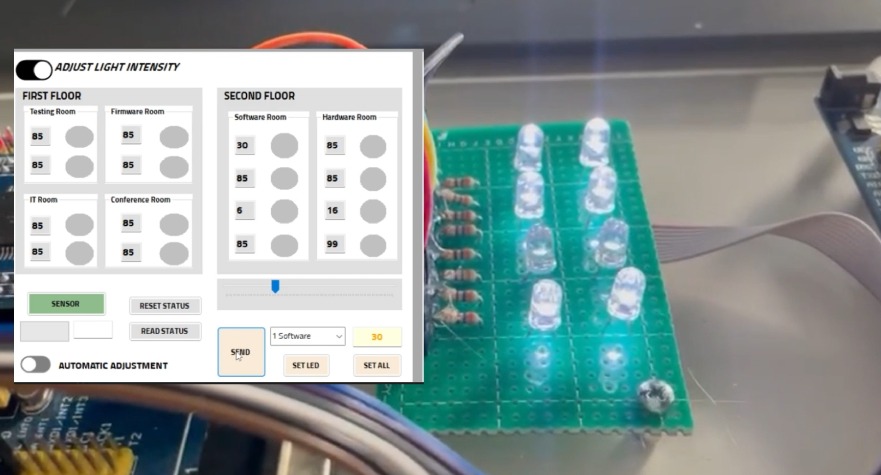 ADJUST LIGHT INTENSITY
FIRST FLOOR
Testing Room
Firmware Room
85
85
85
85
IT Room
Conference Room
85
85
85
85
SECOND FLOOR
Software Room
Hardware Room
30
85
85
85
6
16
85
99
SENSOR
RESET STATUS
READ STATUS
AUTOMATIC ADJUSTMENT
SEND
1 Software
30
SET LED
SET ALL